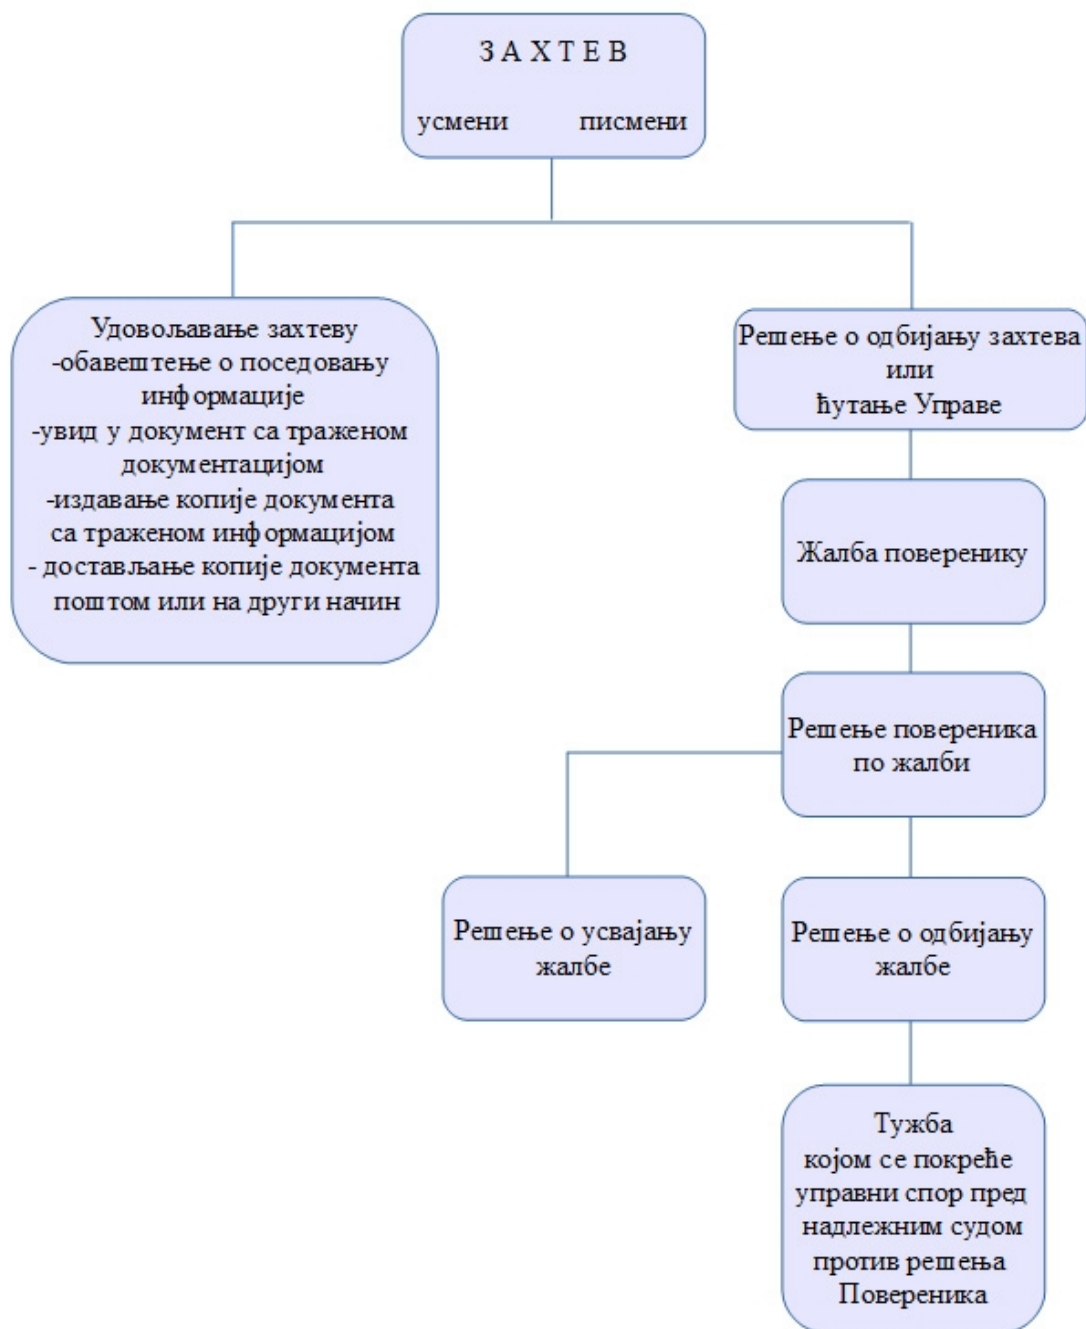 З А Х Т Е В
усмени писмени
Удовољавање захтеву
-обавештење о поседовању
информације
-увид у документ са траженом
документацијом
-издавање копије документа
са траженом информацијом
- достављање копије документа
поштом или на други начин
Решење о одбијању захтева
или
ћутање Управе
Жалба поверенику
Решење повереника
по жалби
Решење о усвајању
жалбе
Решење о одбијању
жалбе
Тужба
којом се покреће
управни спор пред
надлежним судом
против решења
Повереника